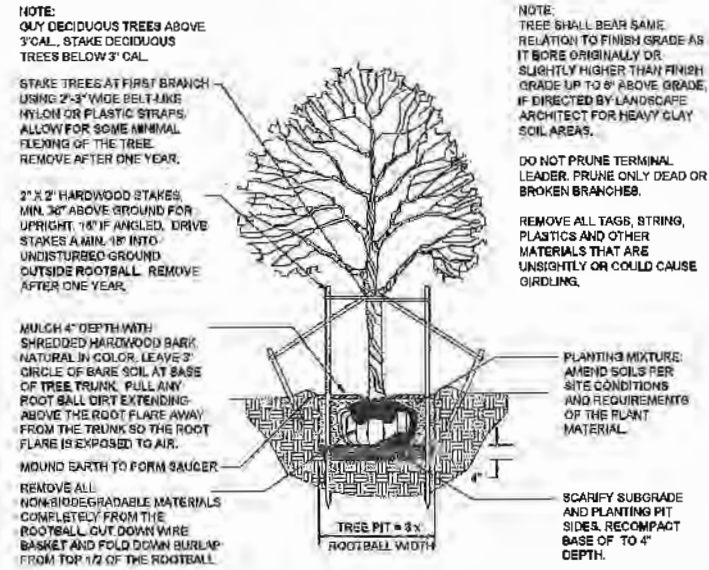 NOTE:
GUY DECIDUOUS TREES ABOVE
3"CAL., STAKE DECIDUOUS
TREES BELOW 3" CAL.
STAKE TREES AT FIRST BRANCH
USING 2"-3" WIDE BELT-LIKE
NYLON OR PLASTIC STRAPS.
ALLOW FOR SOME MINIMAL
FLEXING OF THE TREE.
REMOVE AFTER ONE YEAR.
2" X 2" HARDWOOD STAKES,
MIN. 36" ABOVE GROUND FOR
UPRIGHT, 18" IF ANGLED. DRIVE
STAKES A MIN. 18" INTO
UNDISTURBED GROUND
OUTSIDE ROOTBALL. REMOVE
AFTER ONE YEAR.
MULCH 4" DEPTH WITH
SHREDDED HARDWOOD BARK
NATURAL IN COLOR. LEAVE 3"
CIRCLE OF BARE SOIL AT BASE
OF TREE TRUNK. PULL ANY
ROOT BALL DIRT EXTENDING
ABOVE THE ROOT FLARE AWAY
FROM THE TRUNK SO THE ROOT
FLARE IS EXPOSED TO AIR.
MOUND EARTH TO FORM SAUCER
REMOVE ALL
NON-BIODEGRADABLE MATERIALS
COMPLETELY FROM THE
ROOTBALL. CUT DOWN WIRE
BASKET AND FOLD DOWN BURLAP
FROM TOP 1/2 OF THE ROOTBALL
NOTE:
TREE SHALL BEAR SAME
RELATION TO FINISH GRADE AS
IT BORE ORIGINALLY OR
SLIGHTLY HIGHER THAN FINISH
GRADE UP TO 6" ABOVE GRADE,
IF DIRECTED BY LANDSCAPE
ARCHITECT FOR HEAVY CLAY
SOIL AREAS.
DO NOT PRUNE TERMINAL
LEADER. PRUNE ONLY DEAD OR
BROKEN BRANCHES.
REMOVE ALL TAGS, STRING,
PLASTICS AND OTHER
MATERIALS THAT ARE
UNSIGHTLY OR COULD CAUSE
GIRDLING.
PLANTING MIXTURE:
AMEND SOILS PER
SITE CONDITIONS
AND REQUIREMENTS
OF THE PLANT
MATERIAL.
4"
SCARIFY SUBGRADE
AND PLANTING PIT
SIDES. RECOMPACT
BASE OF TO 4"
DEPTH.
TREE PIT = 3 x
ROOTBALL WIDTH